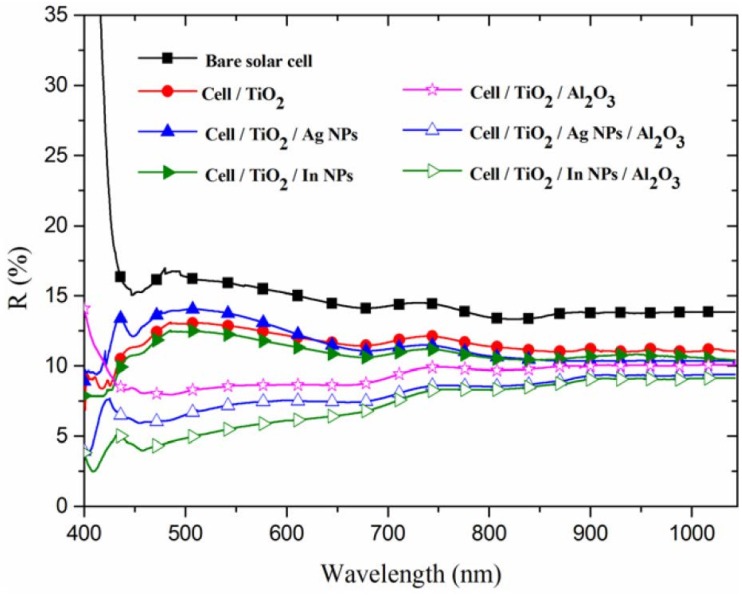 35
30
25
20
15
10
5
0
R (%)
Bare solar cell
Cell / TiO₂
Cell / TiO₂ / Ag NPs
Cell / TiO₂ / In NPs
Cell / TiO₂ / Al₂O₃
Cell / TiO₂ / Ag NPs / Al₂O₃
Cell / TiO₂ / In NPs / Al₂O₃
400 500 600 700 800 900 1000
Wavelength (nm)